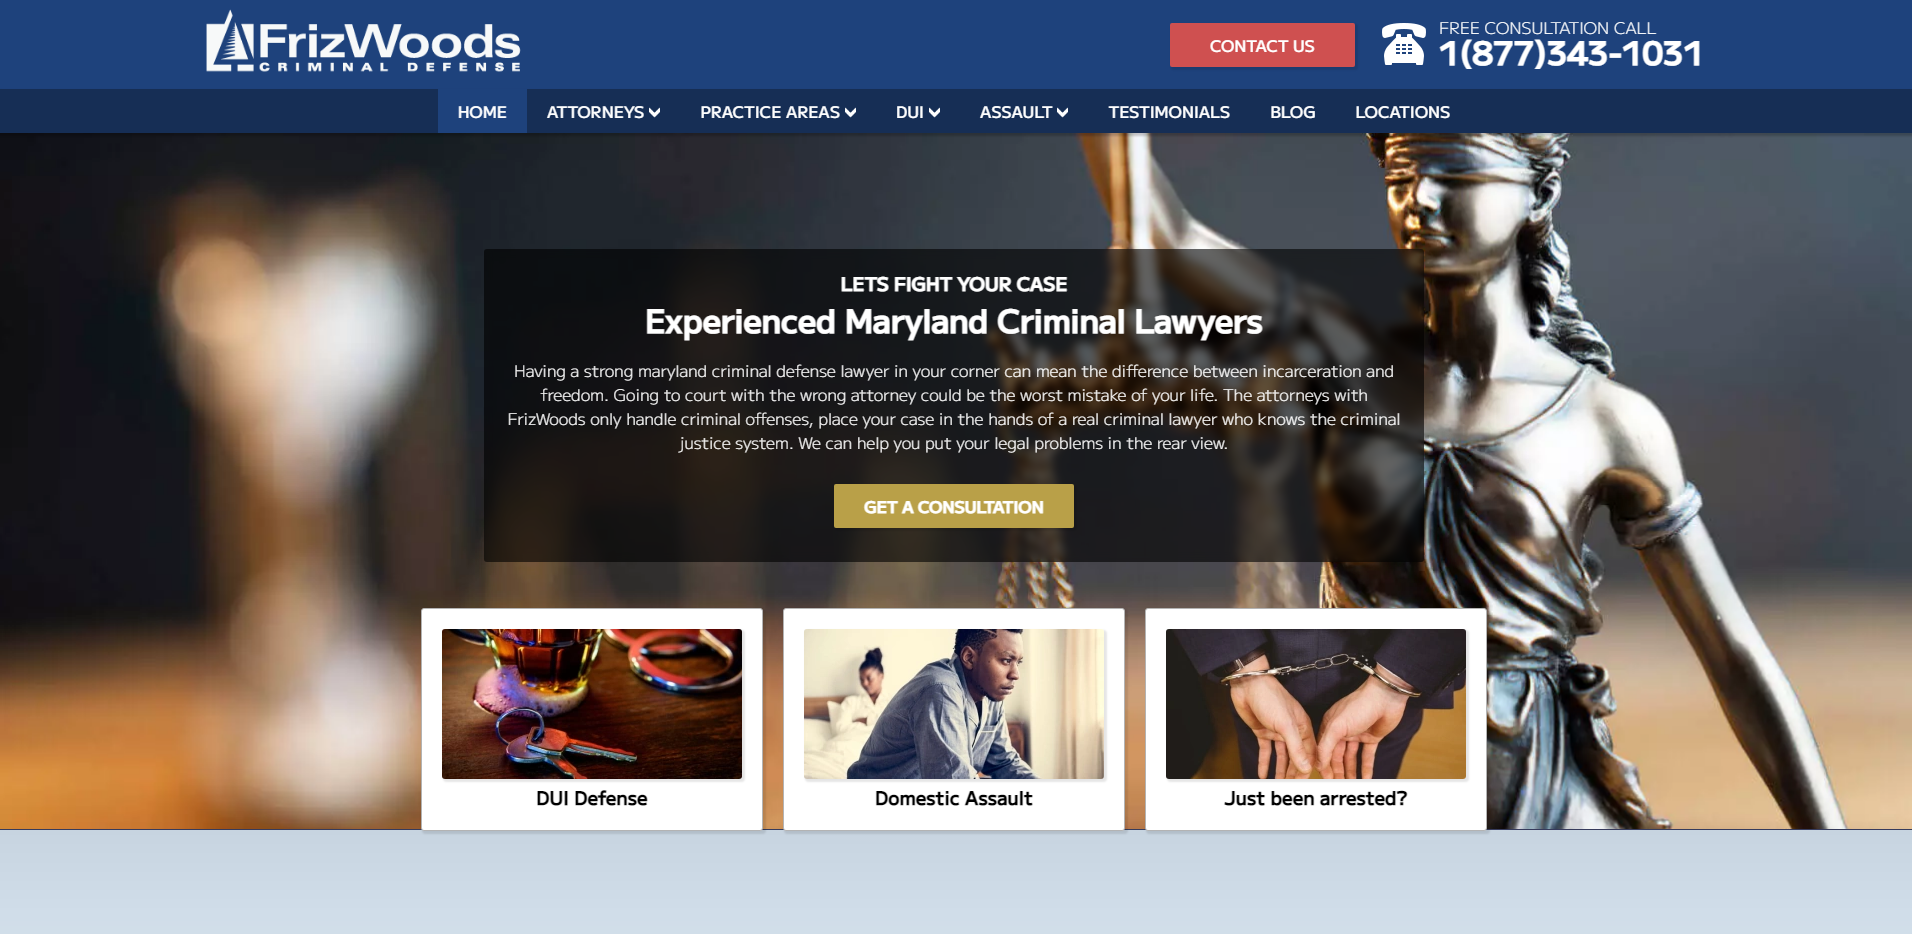 FrizWoods
CRIMINAL DEFENSE
CONTACT US
FREE CONSULTATION CALL
1(877)343-1031
HOME
ATTORNEYS
PRACTICE AREAS
DUI
ASSAULT
TESTIMONIALS
BLOG
LOCATIONS
LETS FIGHT YOUR CASE
Experienced Maryland Criminal Lawyers
Having a strong maryland criminal defense lawyer in your corner can mean the difference between incarceration and
freedom. Going to court with the wrong attorney could be the worst mistake of your life. The attorneys with
FrizWoods only handle criminal offenses, place your case in the hands of a real criminal lawyer who knows the criminal
justice system. We can help you put your legal problems in the rear view.
GET A CONSULTATION
DUI Defense
Domestic Assault
Just been arrested?